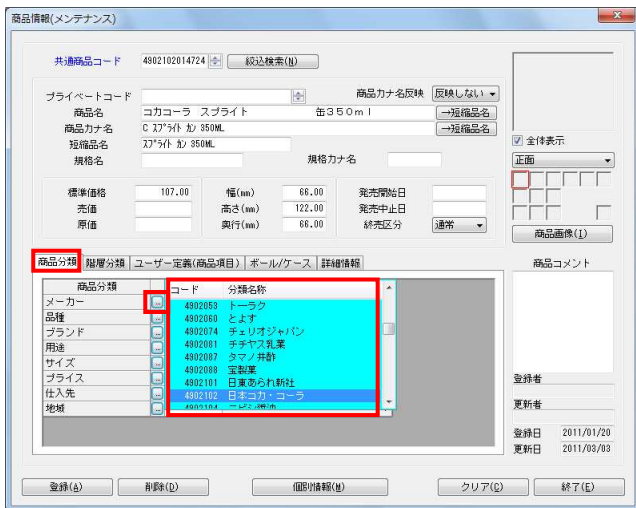 商品情報(メンテナンス)
共通商品コード 4902102014724 絞込検索(N)
プライベートコード 商品カナ名反映 反映しない
商品名 コカコーラ スプライト 缶350ml →短縮品名
商品カナ名 C スプライト カン 350ML →短縮品名
短縮品名 スプライト カン 350ML
規格名 規格カナ名
全体表示
正面
標準価格 107.00 幅(mm) 66.00 発売開始日
売価 高さ(mm) 122.00 発売中止日
原価 奥行(mm) 66.00 終売区分 通常
商品画像(I)
商品分類 階層分類 ユーザー定義(商品項目) ボール/ケース 詳細情報
商品コメント
商品分類
メーカー ...
品種 ...
ブランド ...
用途 ...
サイズ ...
プライス ...
仕入先 ...
地域 ...
コード 分類名称
4902053 トーラク
4902060 とよす
4902074 チェリオジャパン
4902081 チチヤス乳業
4902087 タマノ井酢
4902088 宝製菓
4902101 日東あられ新社
4902102 日本コカ・コーラ
4902104 ニビシ醤油
登録者
更新者
登録日 2011/01/20
更新日 2011/03/03
登録(A) 削除(D) 個別情報(M) クリア(C) 終了(E)